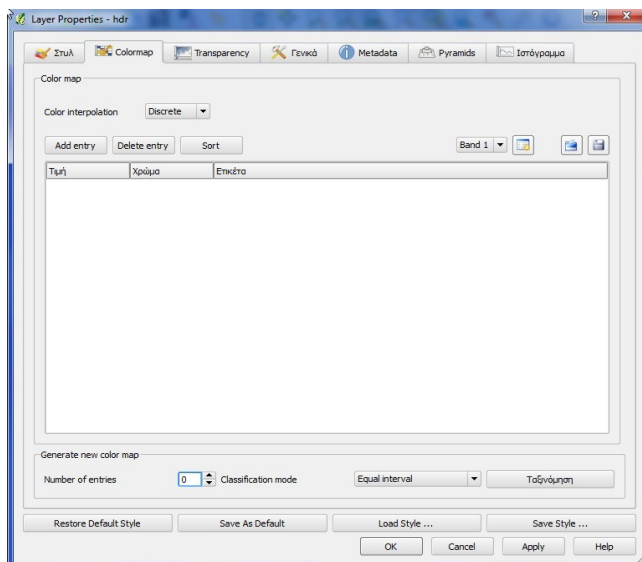 Layer Properties - hdr
Στυλ Colormap Transparency Γενικά Metadata Pyramids Ιστόγραμμα
Color map
Color interpolation Discrete
Add entry Delete entry Sort Band 1
Τιμή Χρώμα Ετικέτα
Generate new color map
Number of entries 0 Classification mode Equal interval Ταξινόμηση
Restore Default Style Save As Default Load Style ... Save Style ...
OK Cancel Apply Help